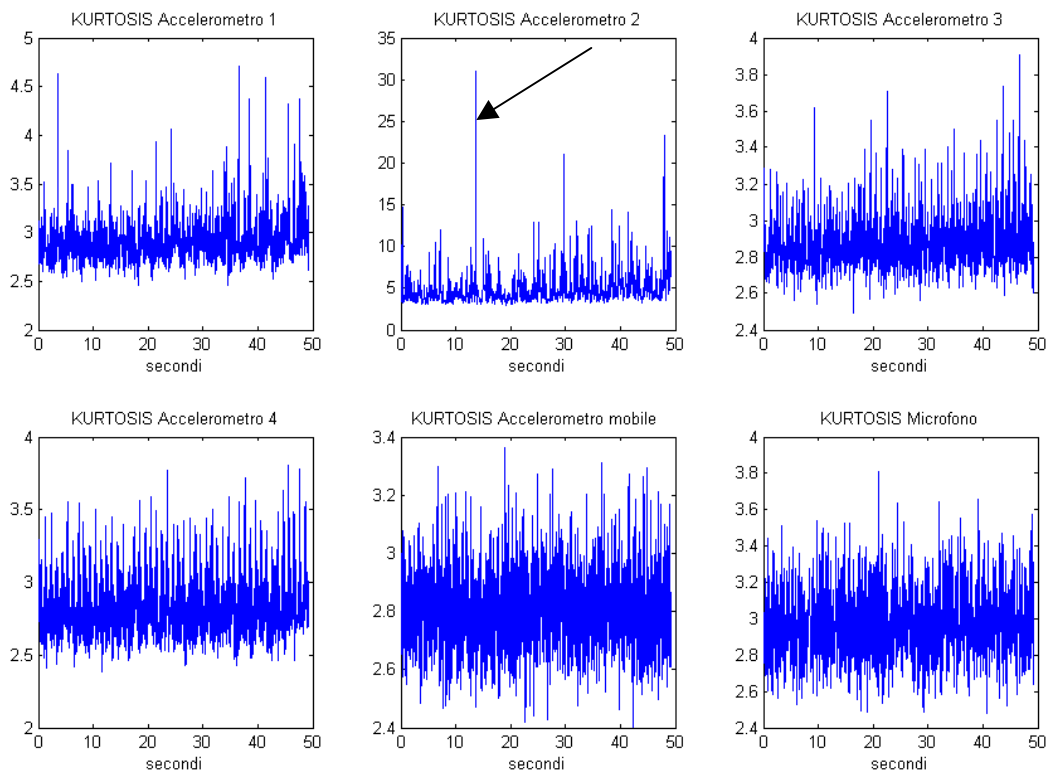 KURTOSIS Accelerometro 1
5
4.5
4
3.5
3
2.5
2
0 10 20 30 40 50
secondi
KURTOSIS Accelerometro 2
35
30
25
20
15
10
5
0
0 10 20 30 40 50
secondi
KURTOSIS Accelerometro 3
4
3.8
3.6
3.4
3.2
3
2.8
2.6
2.4
0 10 20 30 40 50
secondi
KURTOSIS Accelerometro 4
4
3.5
3
2.5
2
0 10 20 30 40 50
secondi
KURTOSIS Accelerometro mobile
3.4
3.2
3
2.8
2.6
2.4
0 10 20 30 40 50
secondi
KURTOSIS Microfono
4
3.8
3.6
3.4
3.2
3
2.8
2.6
2.4
0 10 20 30 40 50
secondi